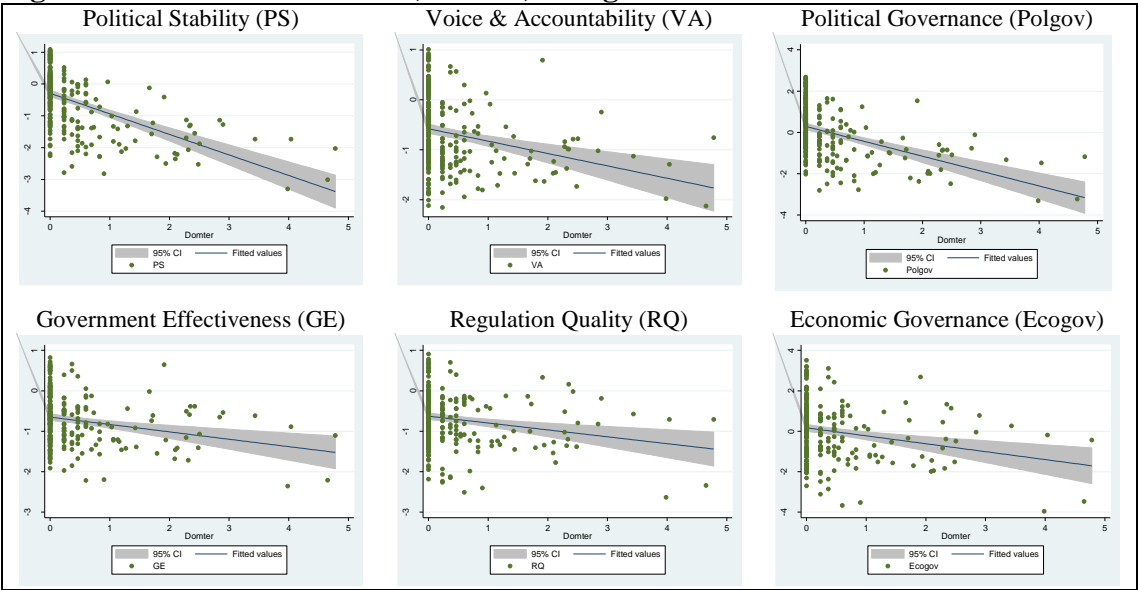 Political Stability (PS)
Voice & Accountability (VA)
Political Governance (Polgov)
1
0
-1
-2
-3
-4
0 1 2 3 4 5
Domter
95% CI Fitted values
PS
1
0
-1
-2
0 1 2 3 4 5
Domter
95% CI Fitted values
VA
4
2
0
-2
-4
0 1 2 3 4 5
Domter
95% CI Fitted values
Polgov
Government Effectiveness (GE)
Regulation Quality (RQ)
Economic Governance (Ecogov)
1
0
-1
-2
-3
0 1 2 3 4 5
Domter
95% CI Fitted values
GE
1
0
-1
-2
-3
0 1 2 3 4 5
Domter
95% CI Fitted values
RQ
4
2
0
-2
-4
0 1 2 3 4 5
Domter
95% CI Fitted values
Ecogov